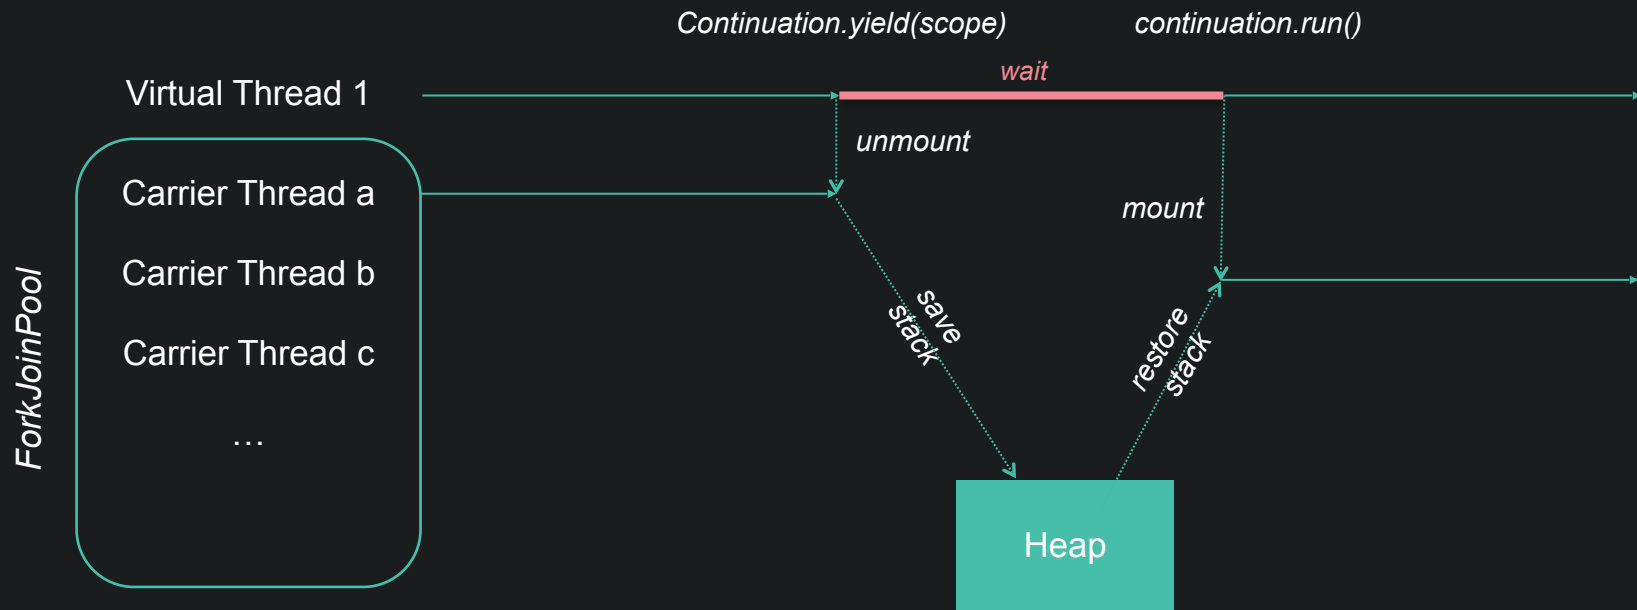 Continuation.yield(scope)
continuation.run()
wait
Virtual Thread 1
unmount
Carrier Thread a
mount
Carrier Thread b
ForkJoinPool
save
stack
restore
stack
Carrier Thread c
…
Heap